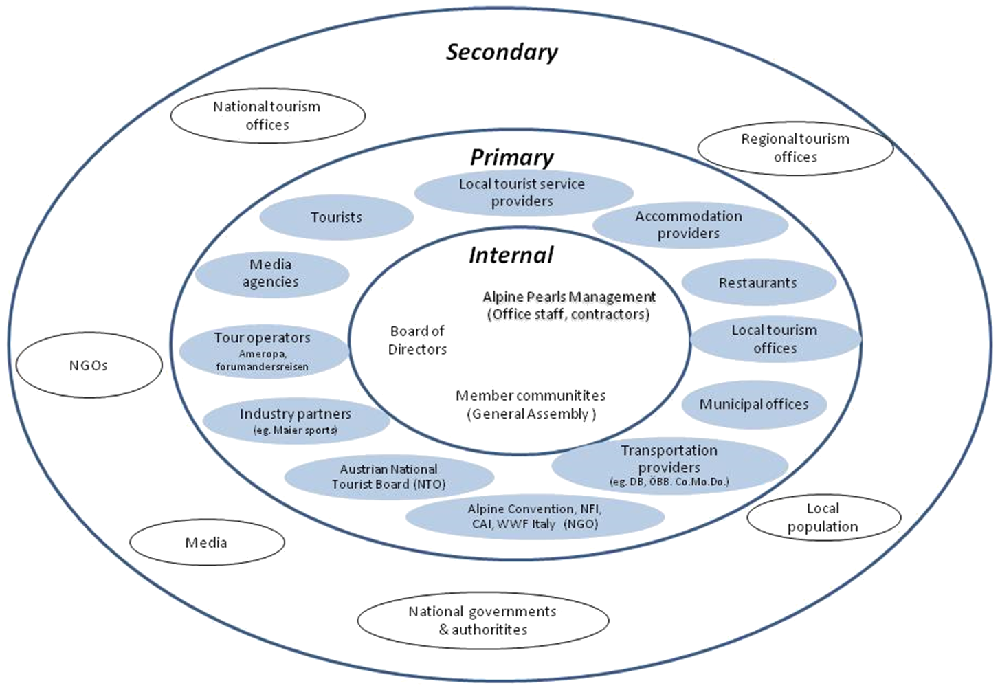 Secondary
National tourism
offices
Regional tourism
offices
Primary
Local tourist service
providers
Tourists
Accommodation
providers
Internal
Media
agencies
Restaurants
Alpine Pearls Management
(Office staff, contractors)
Board of
Directors
Local tourism
offices
Tour operators
Ameropa,
forumandersreisen
NGOs
Member communitites
(General Assembly )
Municipal offices
Industry partners
(eg. Maier sports)
Transportation
providers
(eg. DB, ÖBB. Co.Mo.Do.)
Austrian National
Tourist Board (NTO)
Alpine Convention, NFI,
CAI, WWF Italy (NGO)
Local
population
Media
National governments
& authoritites